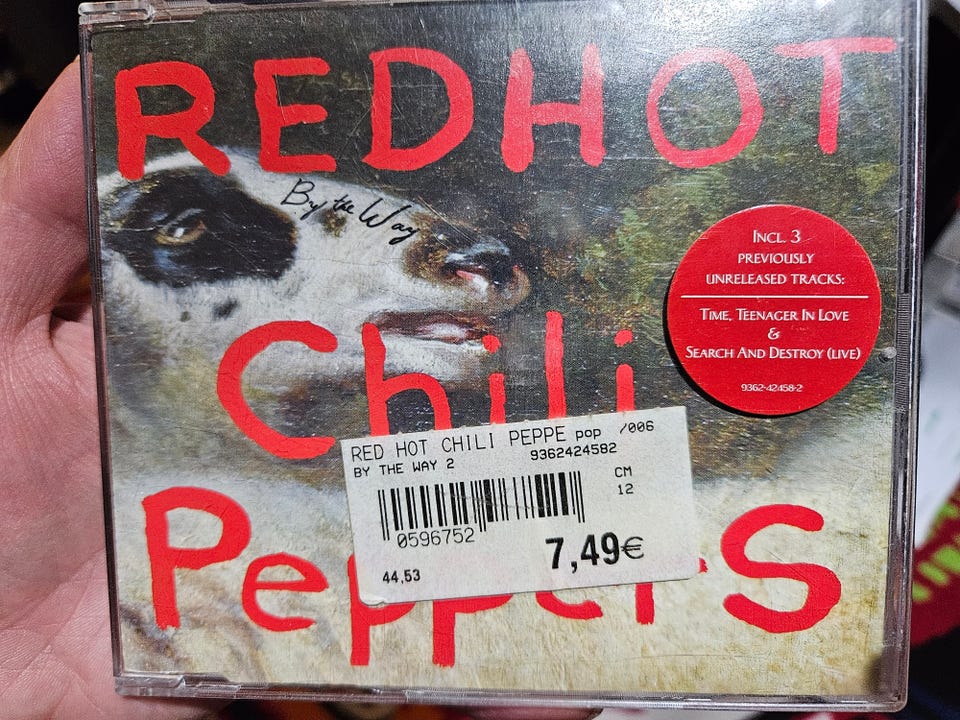 RED HOT
By the Way
INCL. 3
PREVIOUSLY
UNRELEASED TRACKS:
TIME, TEENAGER IN LOVE
&
SEARCH AND DESTROY (LIVE)
9362-42458-2
Chili
RED HOT CHILI PEPPE pop /006
BY THE WAY 2 9362424582
CM
12
0596752
7,49€
44,53
PeppeRS